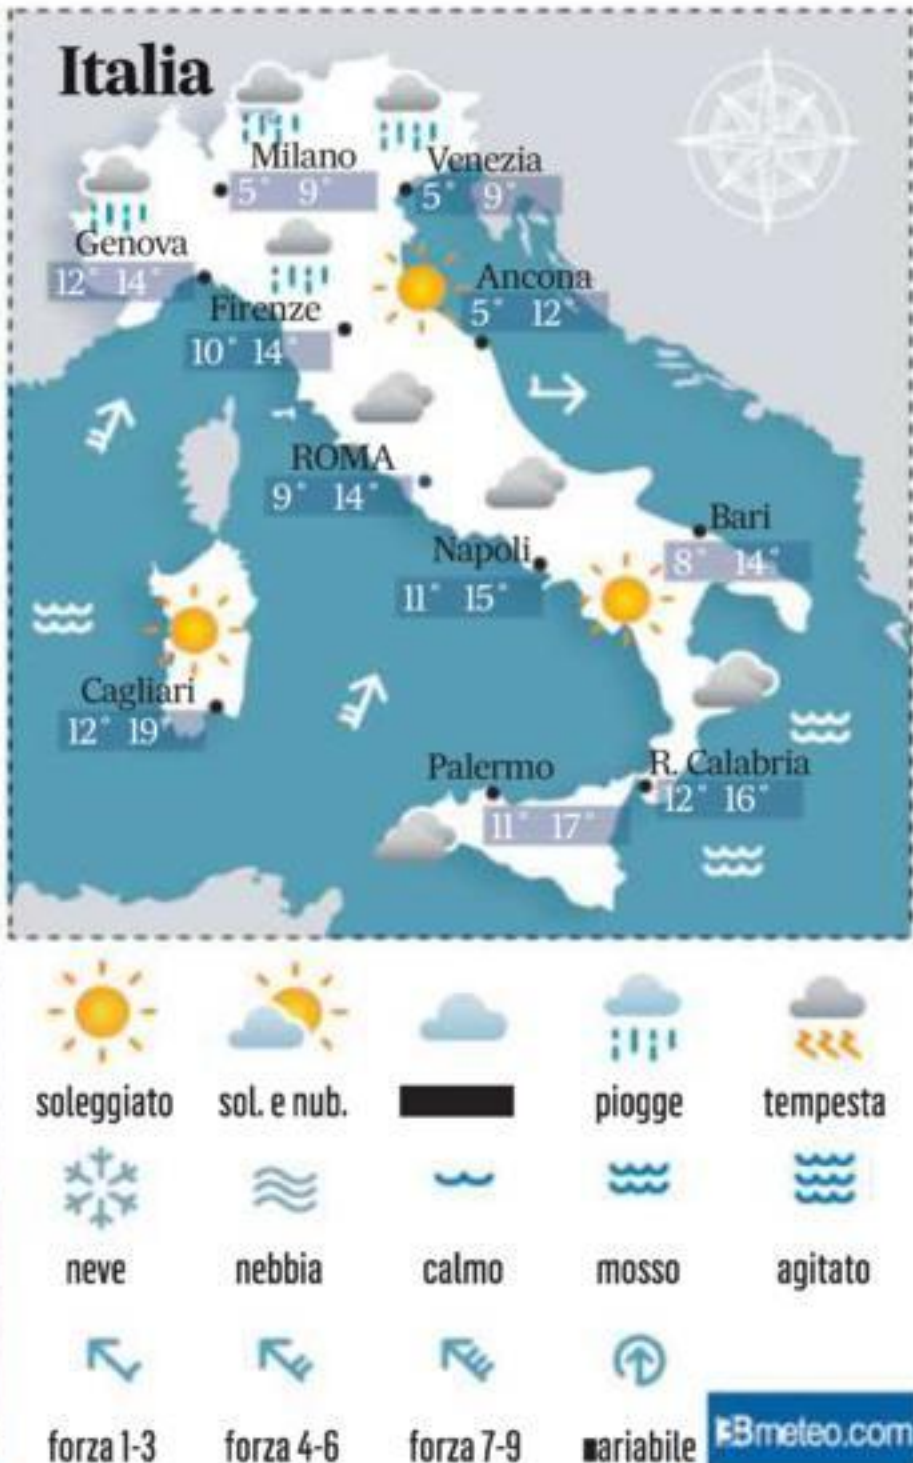 Italia
Milano
5° 9°
Venezia
5° 9°
Genova
12° 14°
Ancona
5° 12°
Firenze
10° 14°
ROMA
9° 14°
Bari
8° 14°
Napoli
11° 15°
Cagliari
12° 19°
Palermo
11° 17°
R. Calabria
12° 16°
soleggiato sol. e nub. piogge tempesta
neve nebbia calmo mosso agitato
forza 1-3 forza 4-6 forza 7-9 ariabile
3Bmeteo.com